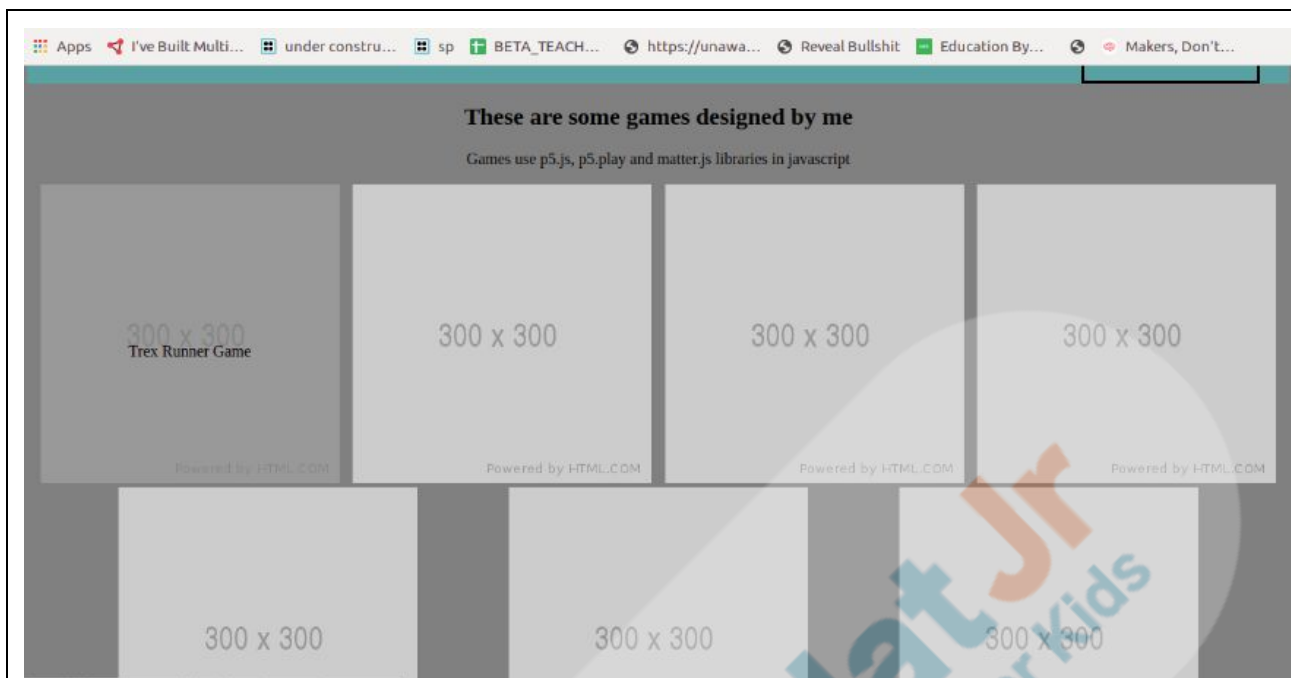 Apps I've Built Multi... under constru... sp BETA_TEACH... https://unawa... Reveal Bullshit Education By... Makers, Don't...
These are some games designed by me
Games use p5.js, p5.play and matter.js libraries in javascript
300 x 300 300 x 300 300 x 300 300 x 300
Trex Runner Game
Powered by HTML.COM Powered by HTML.COM Powered by HTML.COM Powered by HTML.COM
300 x 300 300 x 300 300 x 300
Jr
Kids